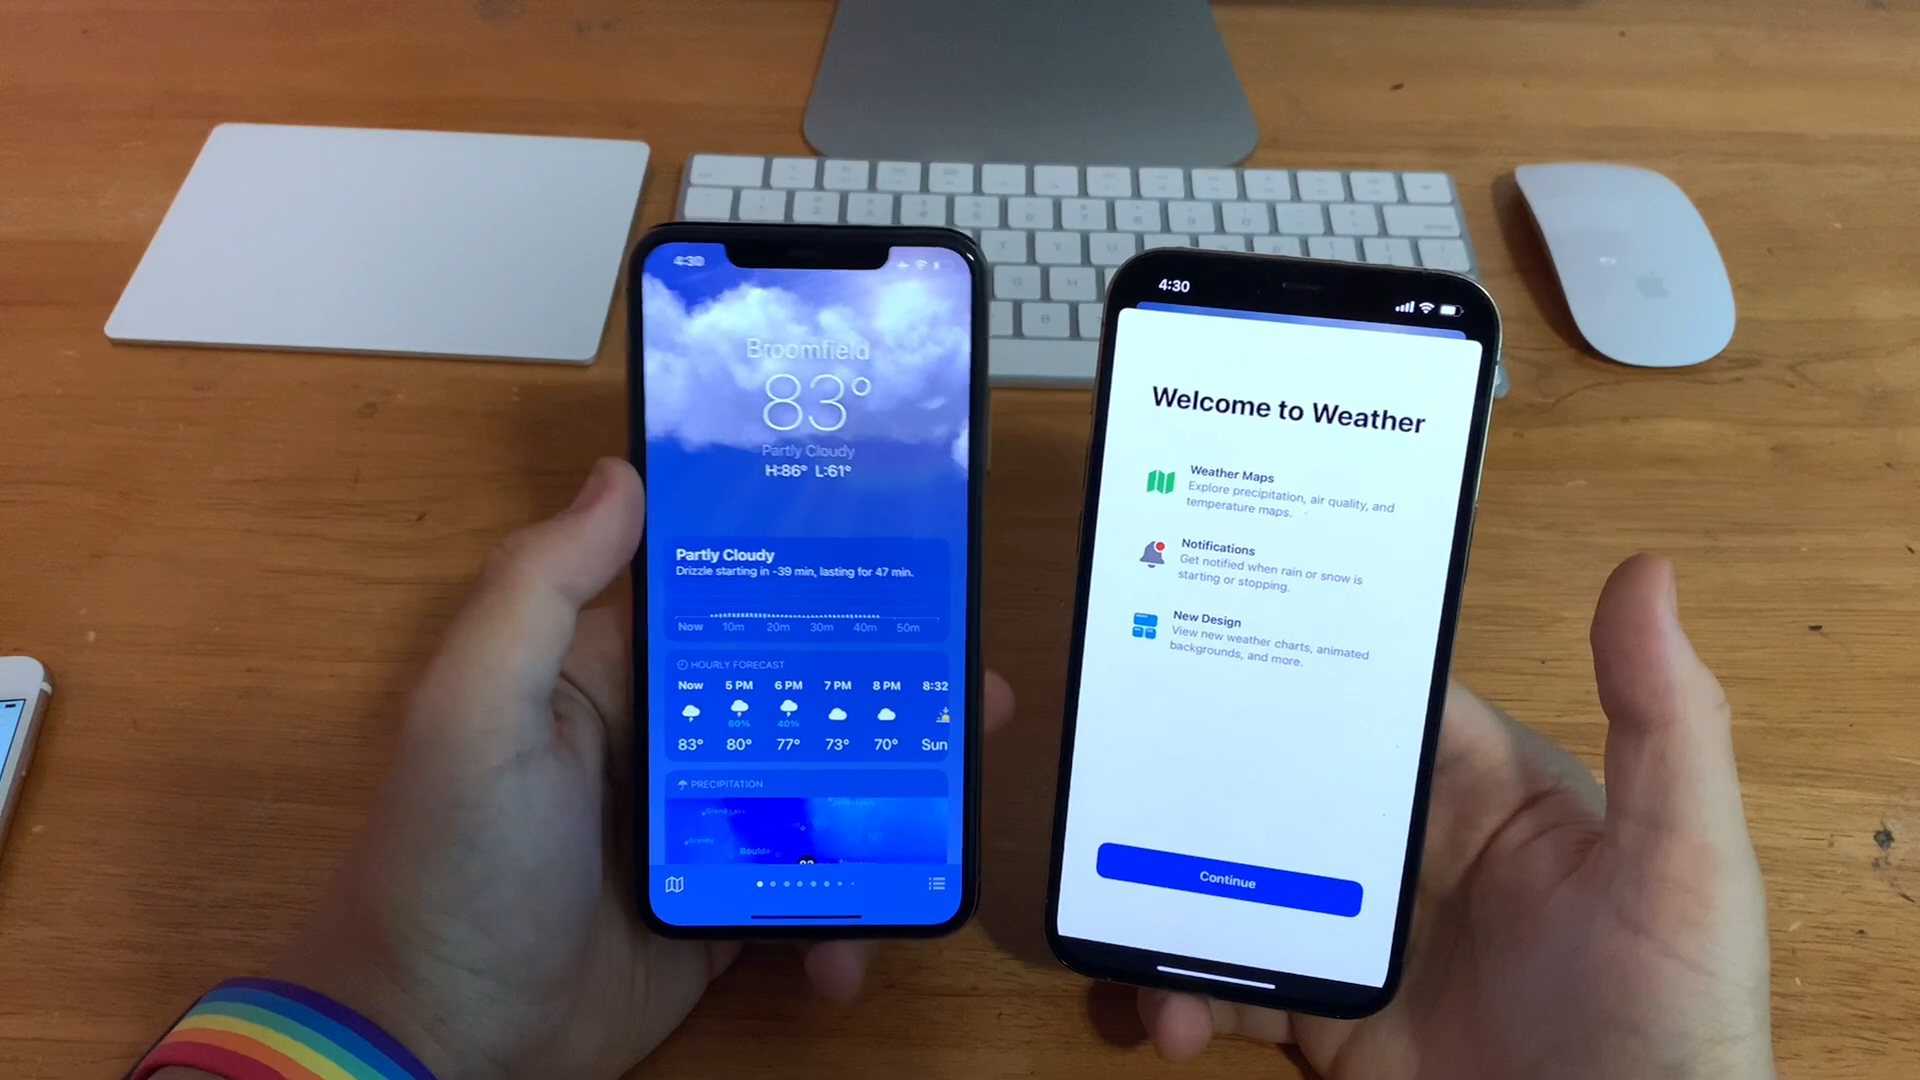 4:30
Broomfield
83°
Partly Cloudy
H:86° L:61°
Partly Cloudy
Drizzle starting in ~39 min, lasting for 47 min.
Now 10m 20m 30m 40m 50m
HOURLY FORECAST
Now 5 PM 6 PM 7 PM 8 PM 8:32
60% 40%
83° 80° 77° 73° 70° Sun
PRECIPITATION
Grand Lake
Granby
Boulde
4:30
Welcome to Weather
Weather Maps
Explore precipitation, air quality, and
temperature maps.
Notifications
Get notified when rain or snow is
starting or stopping.
New Design
View new weather charts, animated
backgrounds, and more.
Continue